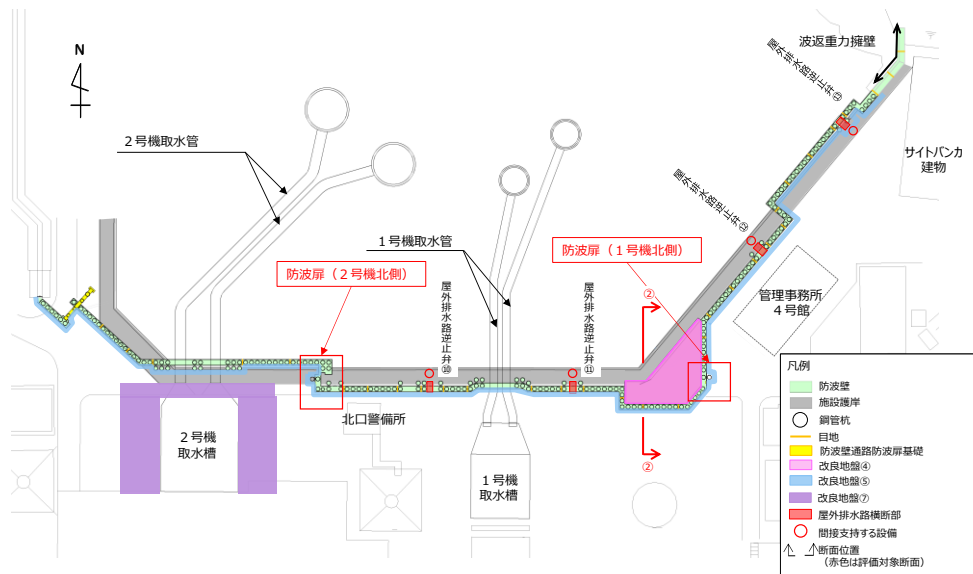 波返重力擁壁
N
屋外排水路逆止弁⑬
サイトバンカ
建物
2号機取水管
屋外排水路逆止弁⑫
1号機取水管
防波扉（2号機北側）
防波扉（1号機北側）
屋外排水路逆止弁⑩
屋外排水路逆止弁⑪
②
管理事務所
4号館
北口警備所
2号機
取水槽
1号機
取水槽
②
凡例
防波壁
施設護岸
鋼管杭
目地
防波壁通路防波扉基礎
改良地盤④
改良地盤⑤
改良地盤⑦
屋外排水路横断部
間接支持する設備
断面位置
（赤色は評価対象断面）